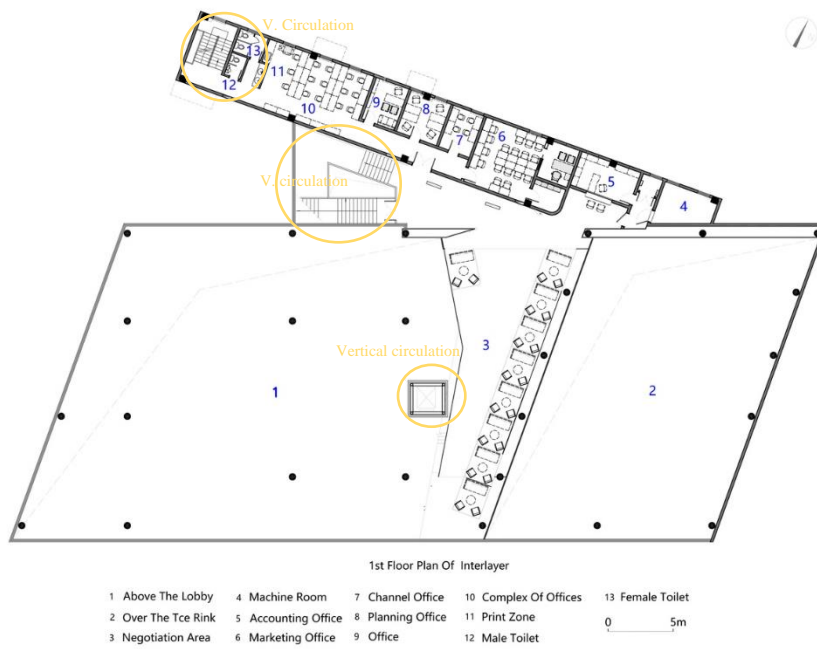 V. Circulation
13
11
12
10
9
8
7
6
5
4
V. circulation
3
Vertical circulation
1
2
1st Floor Plan Of Interlayer
1 Above The Lobby
4 Machine Room
7 Channel Office
10 Complex Of Offices
13 Female Toilet
2 Over The Tce Rink
5 Accounting Office
8 Planning Office
11 Print Zone
0 5m
3 Negotiation Area
6 Marketing Office
9 Office
12 Male Toilet